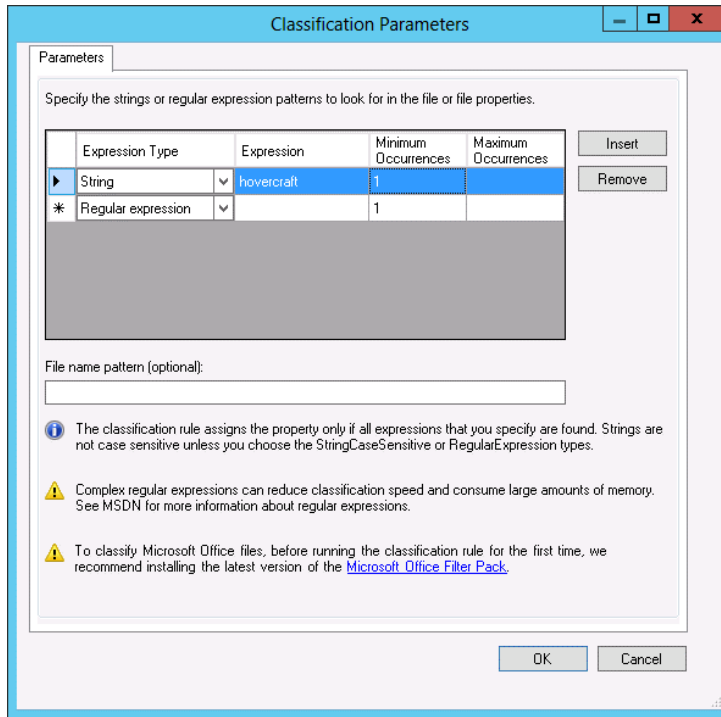 Classification Parameters
Parameters
Specify the strings or regular expression patterns to look for in the file or file properties.
Expression Type Expression Minimum Occurrences Maximum Occurrences
Insert
String hovercraft 1
Remove
Regular expression 1
File name pattern (optional):
The classification rule assigns the property only if all expressions that you specify are found. Strings are
not case sensitive unless you choose the StringCaseSensitive or RegularExpression types.
Complex regular expressions can reduce classification speed and consume large amounts of memory.
See MSDN for more information about regular expressions.
To classify Microsoft Office files, before running the classification rule for the first time, we
recommend installing the latest version of the Microsoft Office Filter Pack.
OK Cancel